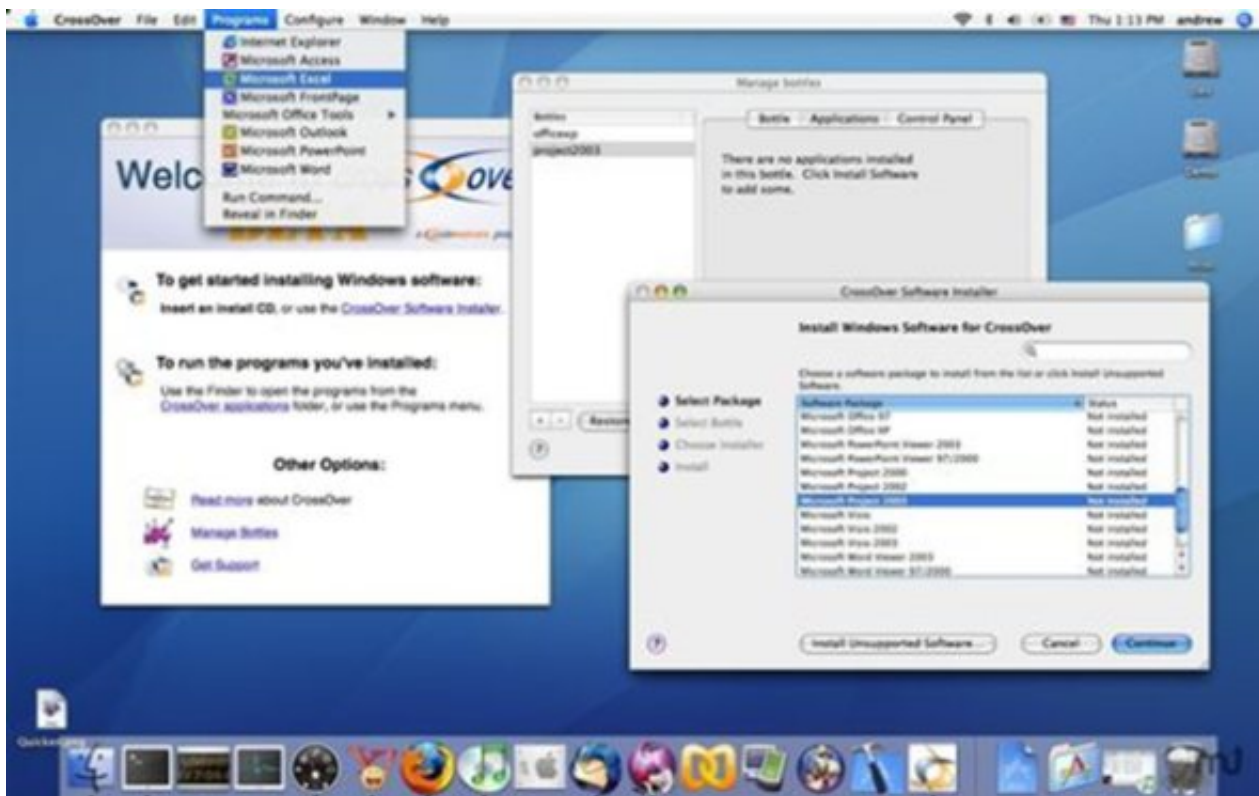 CrossOver File Edit Programs Configure Window Help
Thu 1:13 PM andrew
Internet Explorer
Microsoft Access
Microsoft Excel
Microsoft FrontPage
Microsoft Office Tools
Microsoft Outlook
Microsoft PowerPoint
Microsoft Word
Run Command...
Reveal in Finder
Welc
ove
To get started installing Windows software:
Insert an install CD, or use the CrossOver Software Installer.
To run the programs you've installed:
Use the Finder to open the programs from the
CrossOver applications folder, or use the Programs menu.
Other Options:
Read more about CrossOver
Manage Bottles
Get Support
Manage bottles
Bottles
officexp
project2003
Bottle Applications Control Panel
There are no applications installed
in this bottle. Click Install Software
to add some.
CrossOver Software Installer
Install Windows Software for CrossOver
Choose a software package to install from the list or click Install Unsupported
Software.
Select Package
Select Bottle
Choose Installer
Install
Software Package Status
Microsoft Office 97 Not installed
Microsoft Office XP Not installed
Microsoft PowerPoint Viewer 2003 Not installed
Microsoft PowerPoint Viewer 97/2000 Not installed
Microsoft Project 2000 Not installed
Microsoft Project 2002 Not installed
Microsoft Project 2003 Not installed
Microsoft Visio Not installed
Microsoft Visio 2002 Not installed
Microsoft Visio 2003 Not installed
Microsoft Word Viewer 2003 Not installed
Microsoft Word Viewer 97/2000 Not installed
Install Unsupported Software... Cancel Continue